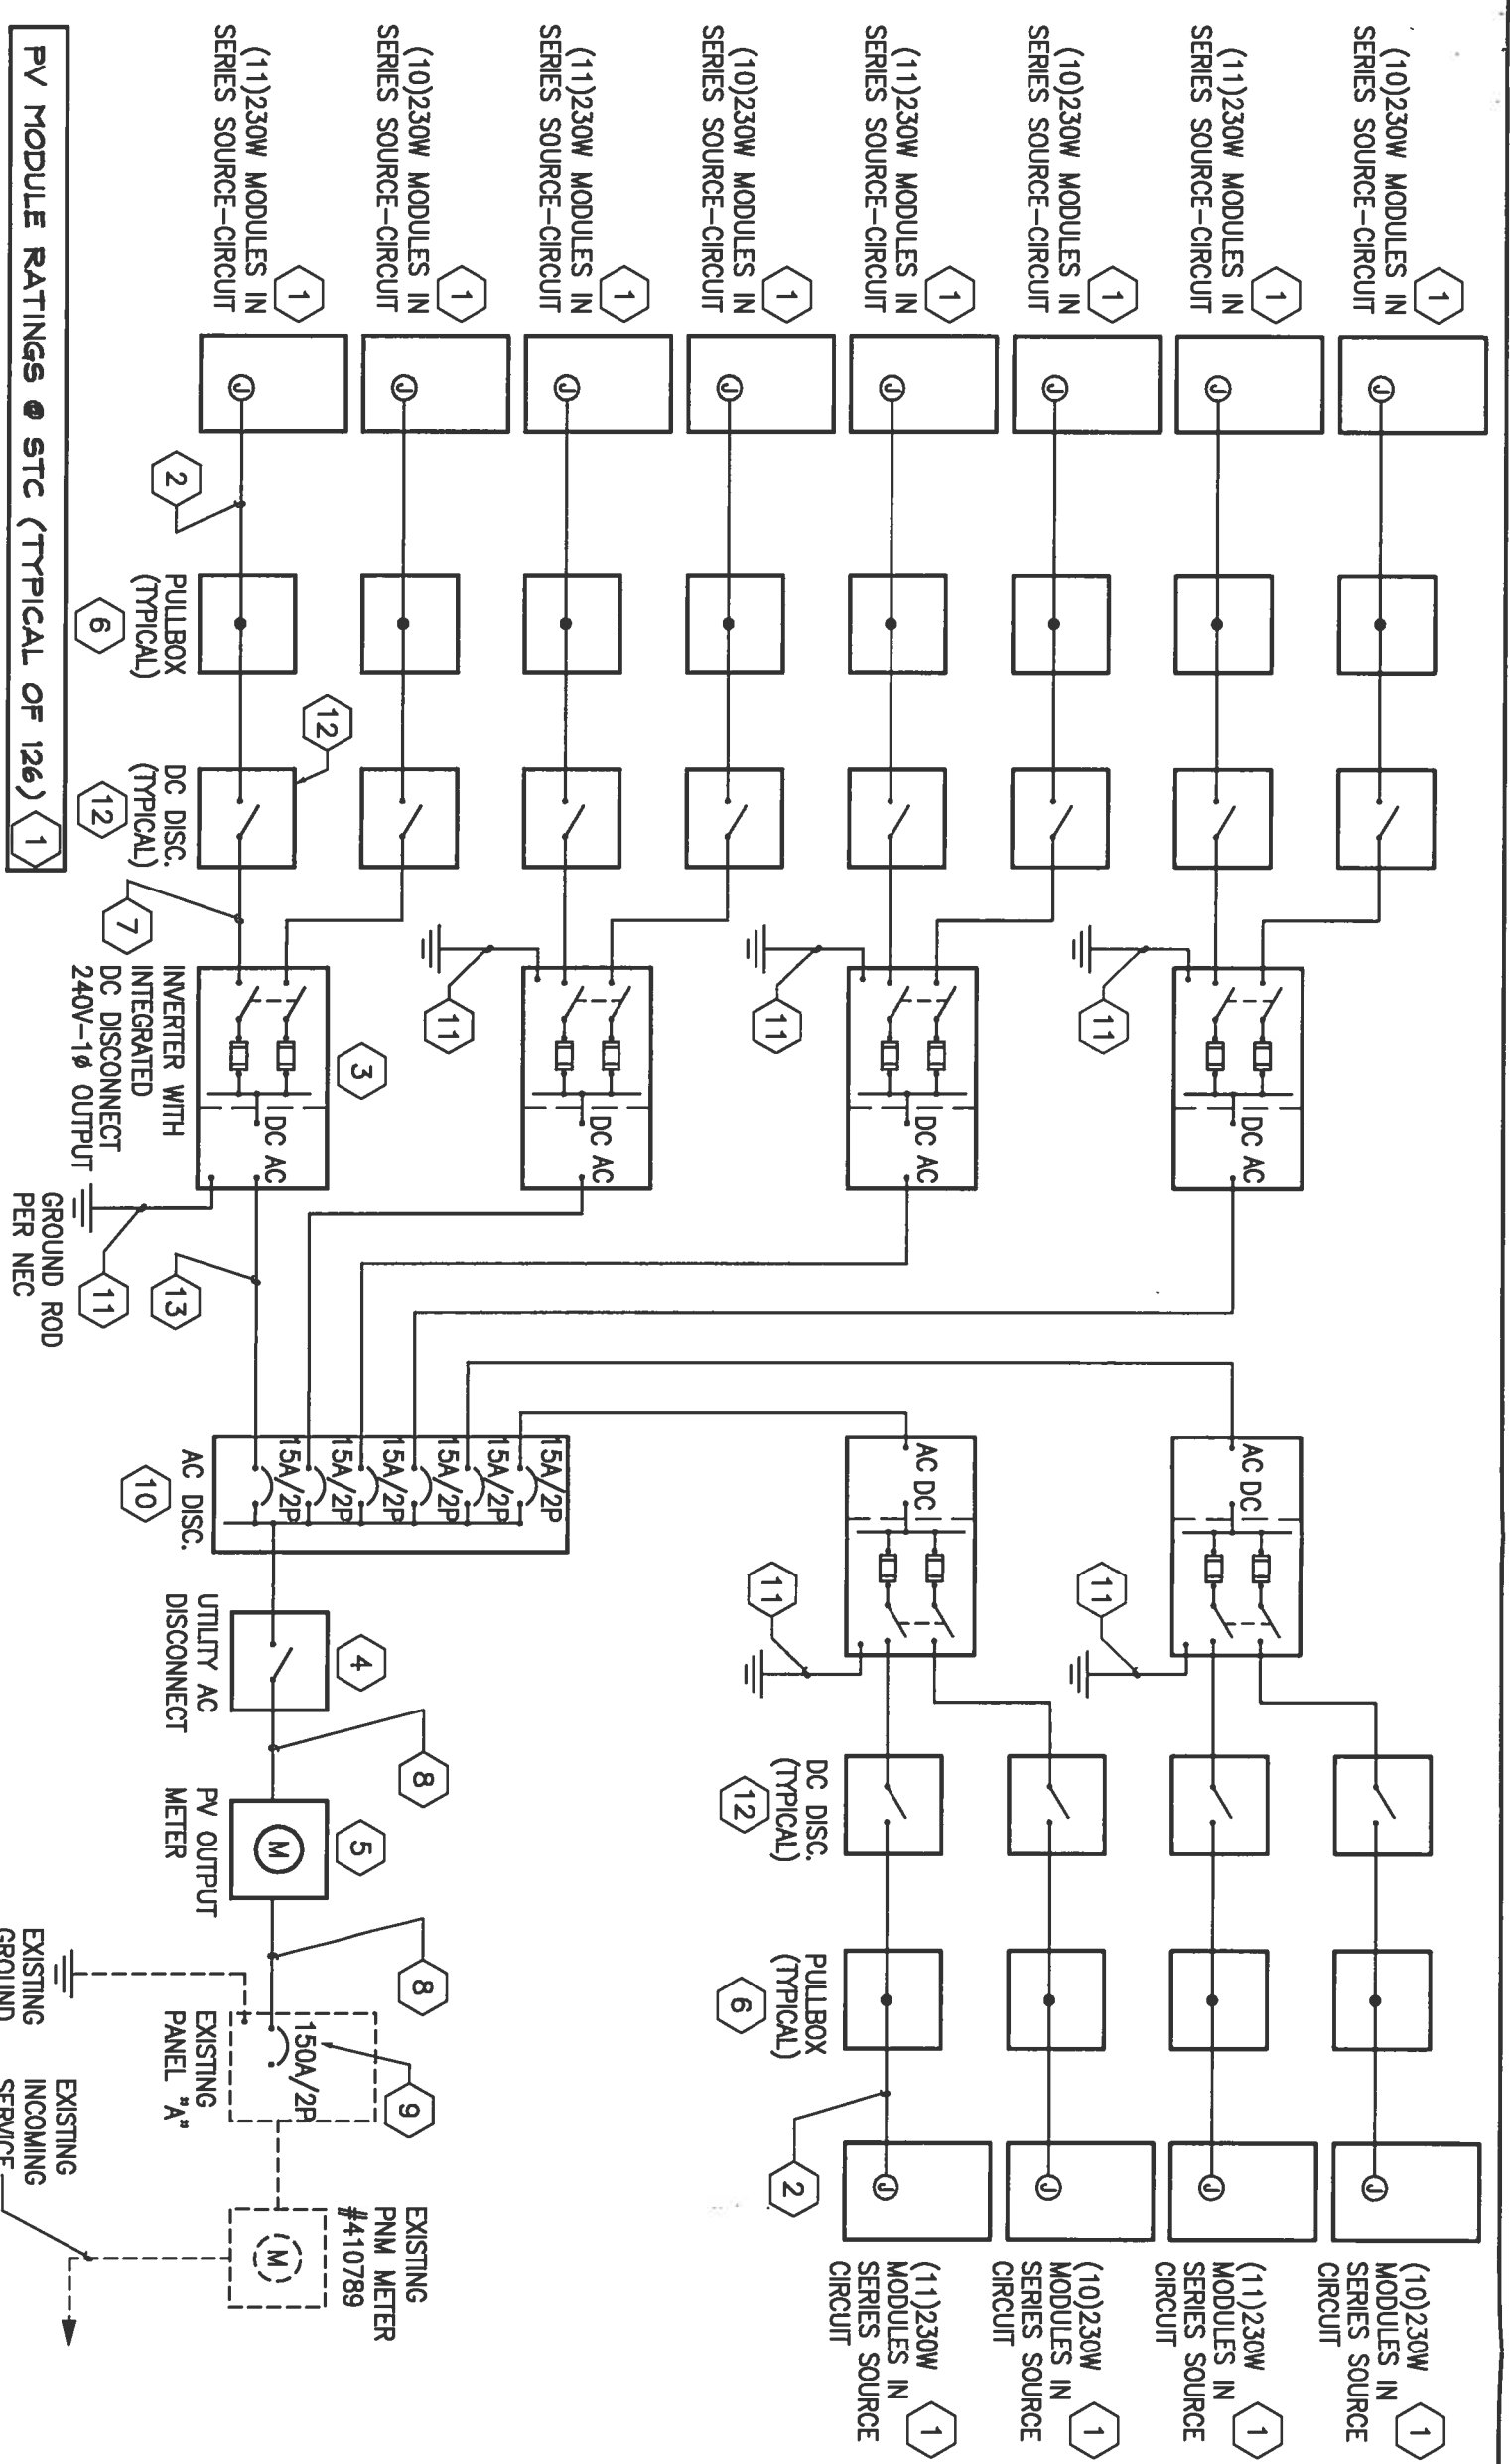 (10)230W MODULES IN
SERIES SOURCE-CIRCUIT
1
(11)230W MODULES IN
SERIES SOURCE-CIRCUIT
1
(10)230W MODULES IN
SERIES SOURCE-CIRCUIT
1
(11)230W MODULES IN
SERIES SOURCE-CIRCUIT
1
(10)230W MODULES IN
SERIES SOURCE-CIRCUIT
1
(11)230W MODULES IN
SERIES SOURCE-CIRCUIT
1
(10)230W MODULES IN
SERIES SOURCE-CIRCUIT
1
(11)230W MODULES IN
SERIES SOURCE-CIRCUIT
1
J
J
J
J
J
J
J
J
2
PULLBOX
(TYPICAL)
6
12
DC DISC.
(TYPICAL)
12
7
11
11
11
DC AC
DC AC
DC AC
DC AC
3
INVERTER WITH
INTEGRATED
DC DISCONNECT
240V-1ø OUTPUT
GROUND ROD
PER NEC
11
13
15A/2P
15A/2P
15A/2P
15A/2P
15A/2P
15A/2P
AC DISC.
10
AC DC
AC DC
11
11
DC DISC.
(TYPICAL)
12
PULLBOX
(TYPICAL)
6
2
J
J
J
J
(10)230W
MODULES IN
SERIES SOURCE
CIRCUIT
1
(11)230W
MODULES IN
SERIES SOURCE
CIRCUIT
1
(10)230W
MODULES IN
SERIES SOURCE
CIRCUIT
1
(11)230W
MODULES IN
SERIES SOURCE
CIRCUIT
1
4
UTILITY AC
DISCONNECT
8
5
M
PV OUTPUT
METER
8
9
150A/2P
EXISTING
PANEL "A"
EXISTING
GROUND
EXISTING
PNM METER
#410789
M
EXISTING
INCOMING
SERVICE
PV MODULE RATINGS @ STC (TYPICAL OF 126) 1